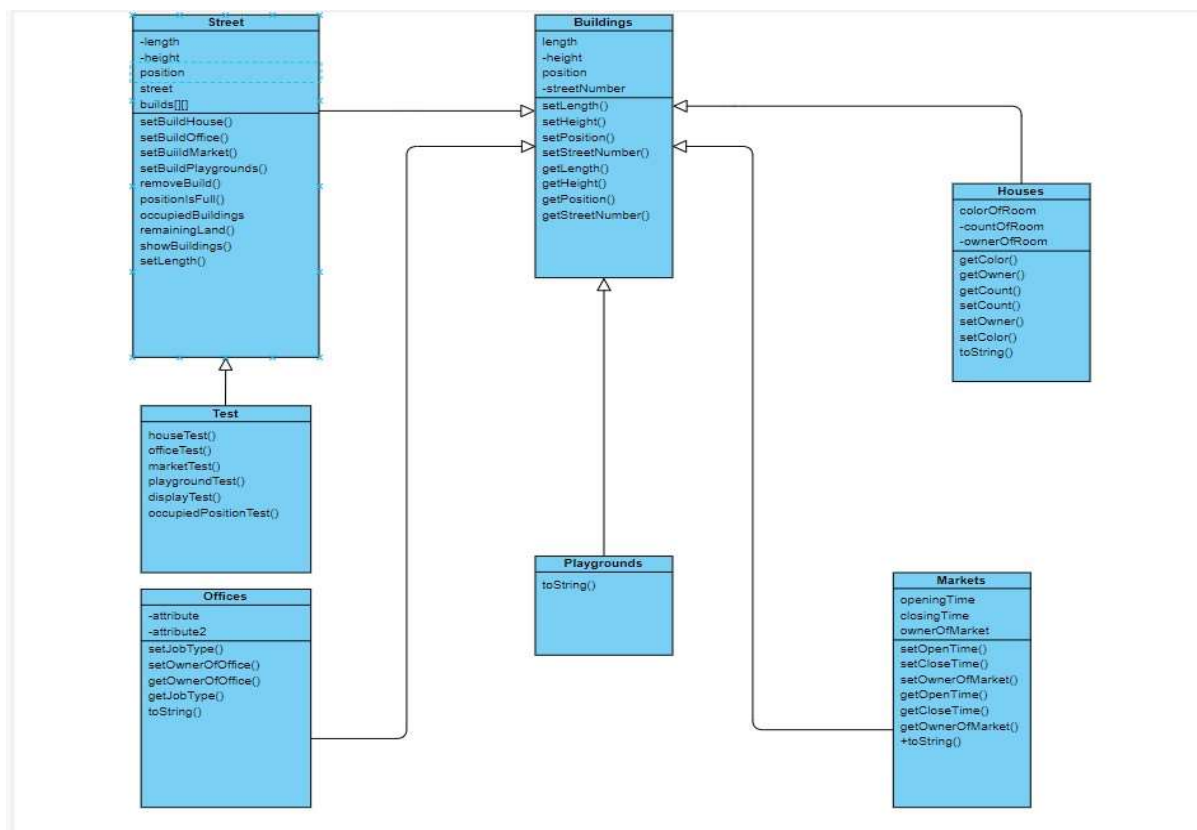 Street
-length
-height
position
street
builds[][]
setBuildHouse()
setBuildOffice()
setBuiildMarket()
setBuildPlaygrounds()
removeBuild()
positionIsFull()
occupiedBuildings
remainingLand()
showBuildings()
setLength()
Buildings
length
-height
position
-streetNumber
setLength()
setHeight()
setPosition()
setStreetNumber()
getLength()
getHeight()
getPosition()
getStreetNumber()
Houses
colorOfRoom
-countOfRoom
-ownerOfRoom
getColor()
getOwner()
getCount()
setCount()
setOwner()
setColor()
toString()
Test
houseTest()
officeTest()
marketTest()
playgroundTest()
displayTest()
occupiedPositionTest()
Offices
-attribute
-attribute2
setJobType()
setOwnerOfOffice()
getOwnerOfOffice()
getJobType()
toString()
Playgrounds
toString()
Markets
openingTime
closingTime
ownerOfMarket
setOpenTime()
setCloseTime()
setOwnerOfMarket()
getOpenTime()
getCloseTime()
getOwnerOfMarket()
+toString()